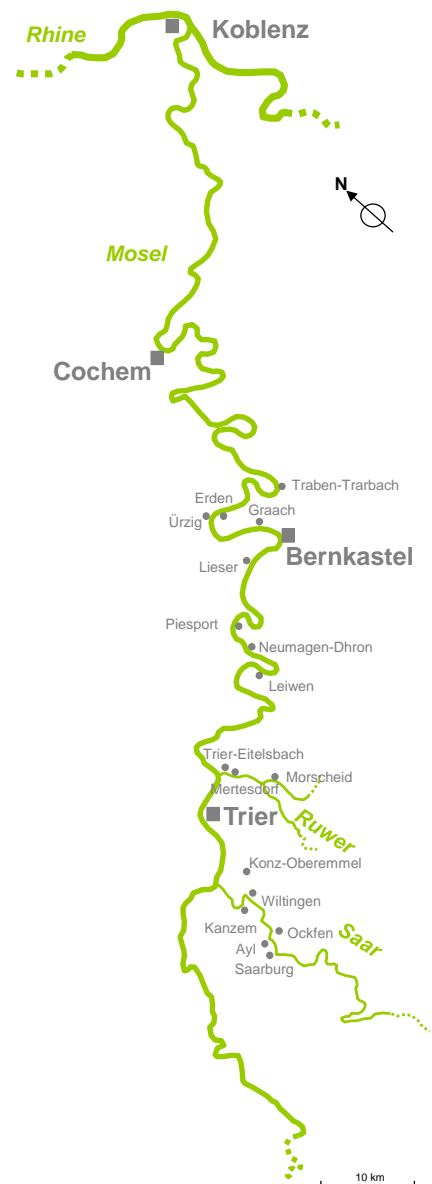 Rhine
Koblenz
N
Mosel
Cochem
Traben-Trarbach
Erden
Graach
Ürzig
Bernkastel
Lieser
Piesport
Neumagen-Dhron
Leiwen
Trier-Eitelsbach
Morscheid
Mertesdorf
Trier
Ruwer
Konz-Oberemmel
Wiltingen
Kanzem
Ockfen
Saar
Ayl
Saarburg
10 km